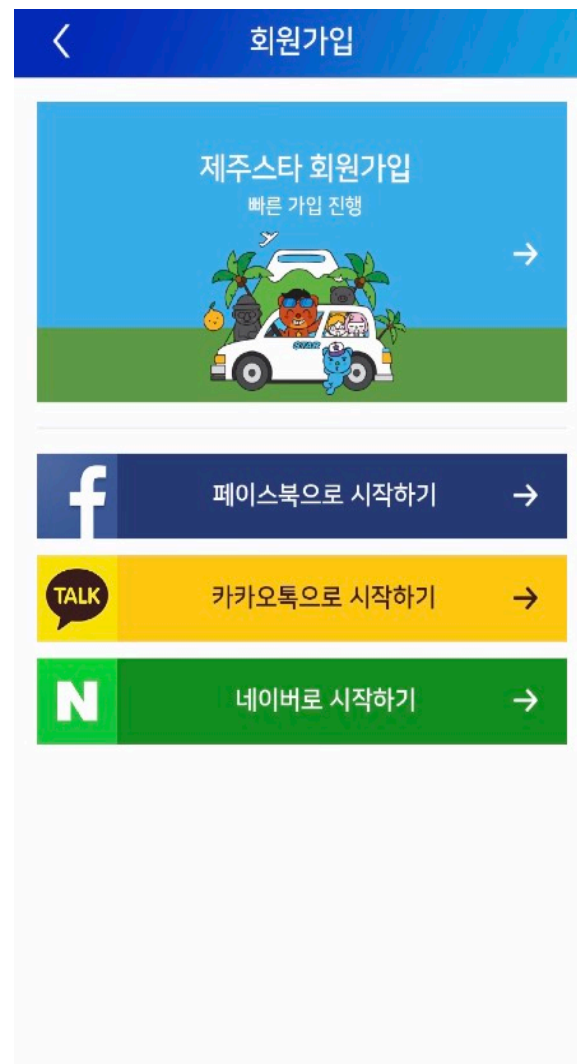 회원가입
제주스타 회원가입
빠른 가입 진행
STAR
f
페이스북으로 시작하기
TALK
카카오톡으로 시작하기
N
네이버로 시작하기